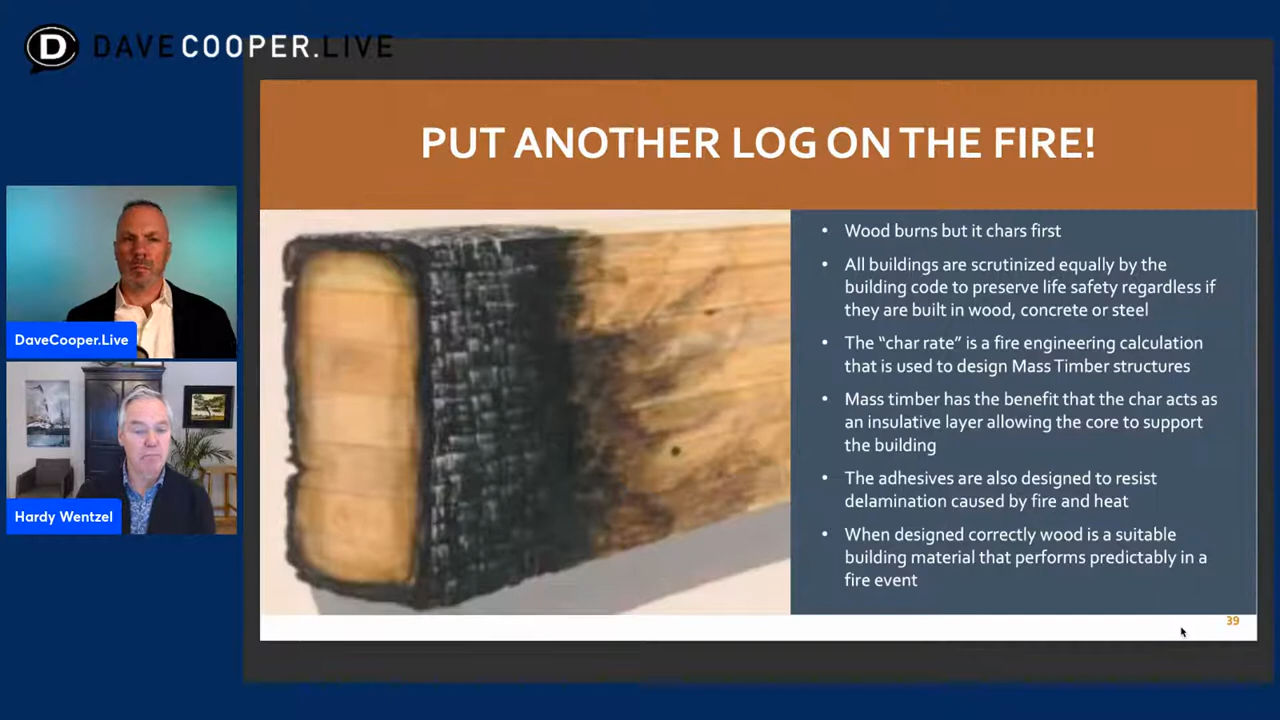 D DAVECOOPER.LIVE
PUT ANOTHER LOG ON THE FIRE!
DaveCooper.Live
Hardy Wentzel
• Wood burns but it chars first
• All buildings are scrutinized equally by the
building code to preserve life safety regardless if
they are built in wood, concrete or steel
• The “char rate” is a fire engineering calculation
that is used to design Mass Timber structures
• Mass timber has the benefit that the char acts as
an insulative layer allowing the core to support
the building
• The adhesives are also designed to resist
delamination caused by fire and heat
• When designed correctly wood is a suitable
building material that performs predictably in a
fire event
39